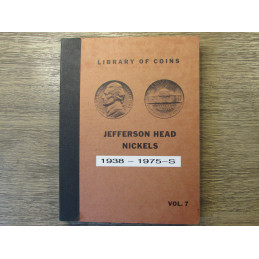 LIBRARY OF COINS
JEFFERSON HEAD
NICKELS
1938 – 1975–S
VOL. 7